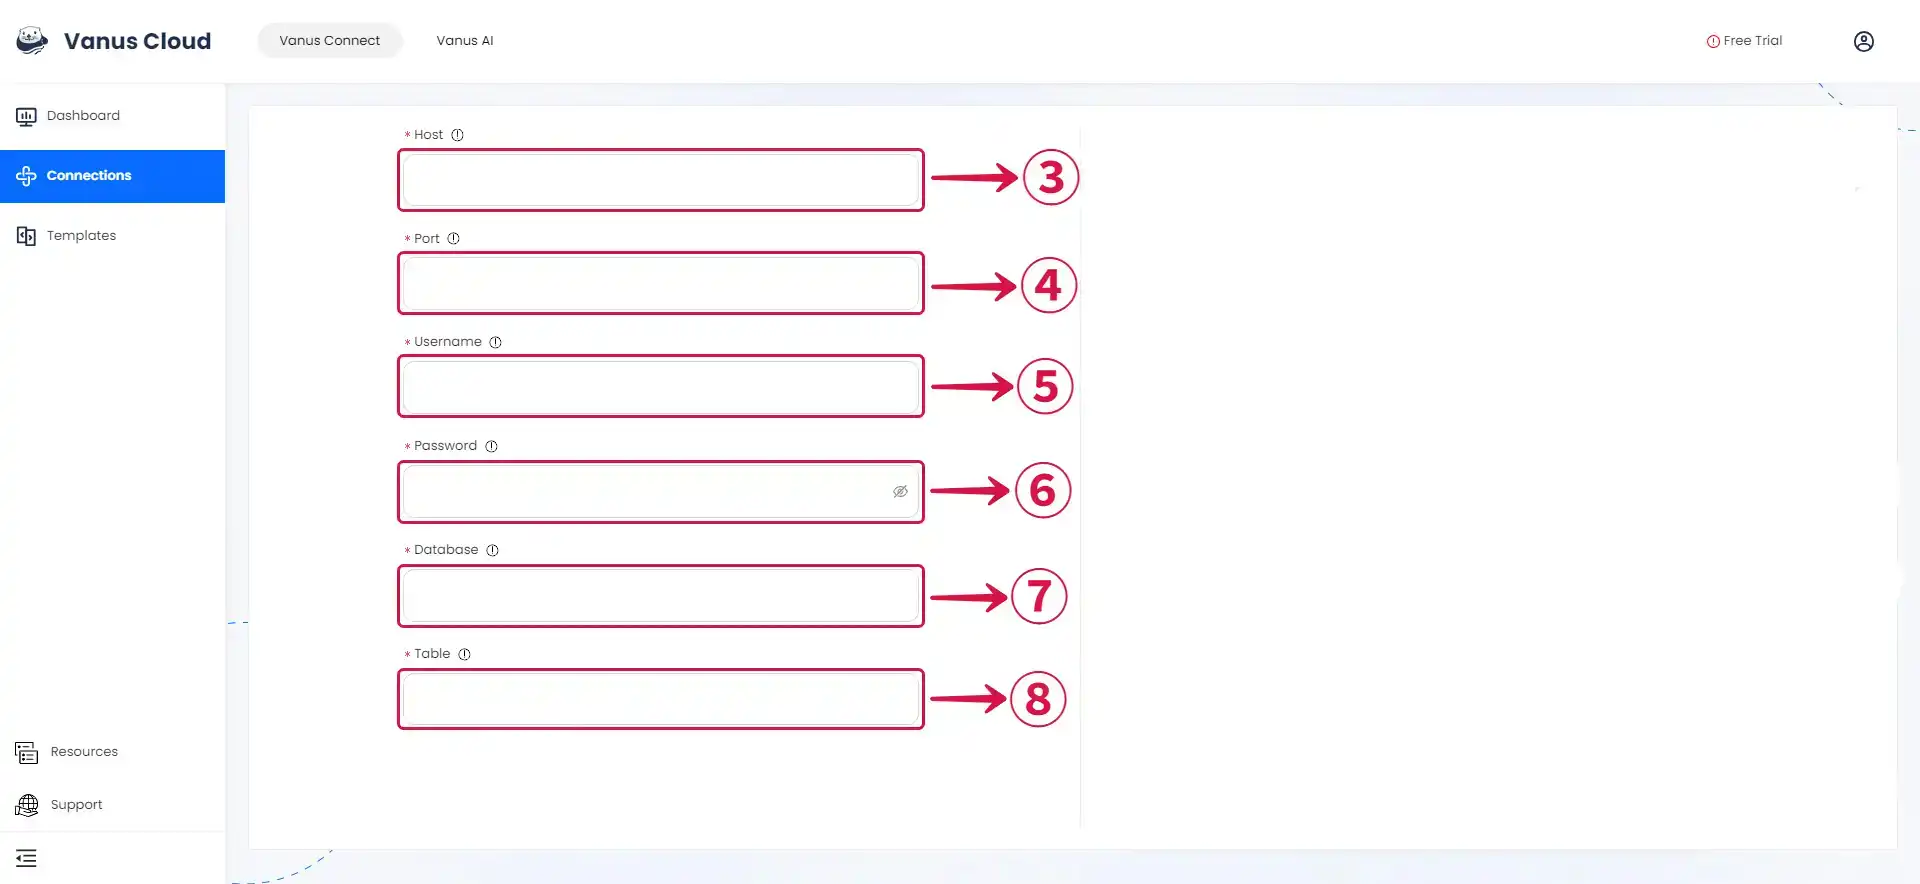 Vanus Cloud
Vanus Connect
Vanus AI
Free Trial
Dashboard
Connections
Templates
Resources
Support
* Host
3
* Port
4
* Username
5
* Password
6
* Database
7
* Table
8